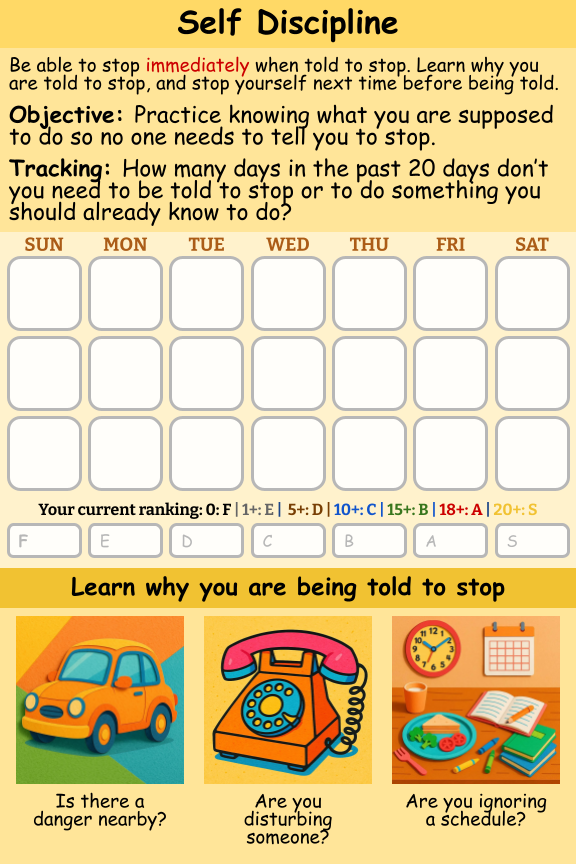 Self Discipline
Be able to stop immediately when told to stop. Learn why you
are told to stop, and stop yourself next time before being told.
Objective: Practice knowing what you are supposed
to do so no one needs to tell you to stop.
Tracking: How many days in the past 20 days don't
you need to be told to stop or to do something you
should already know to do?
SUN MON TUE WED THU FRI SAT
Your current ranking: 0: F | 1+: E | 5+: D | 10+: C | 15+: B | 18+: A | 20+: S
F E D C B A S
Learn why you are being told to stop
Is there a
danger nearby?
Are you
disturbing
someone?
Are you ignoring
a schedule?